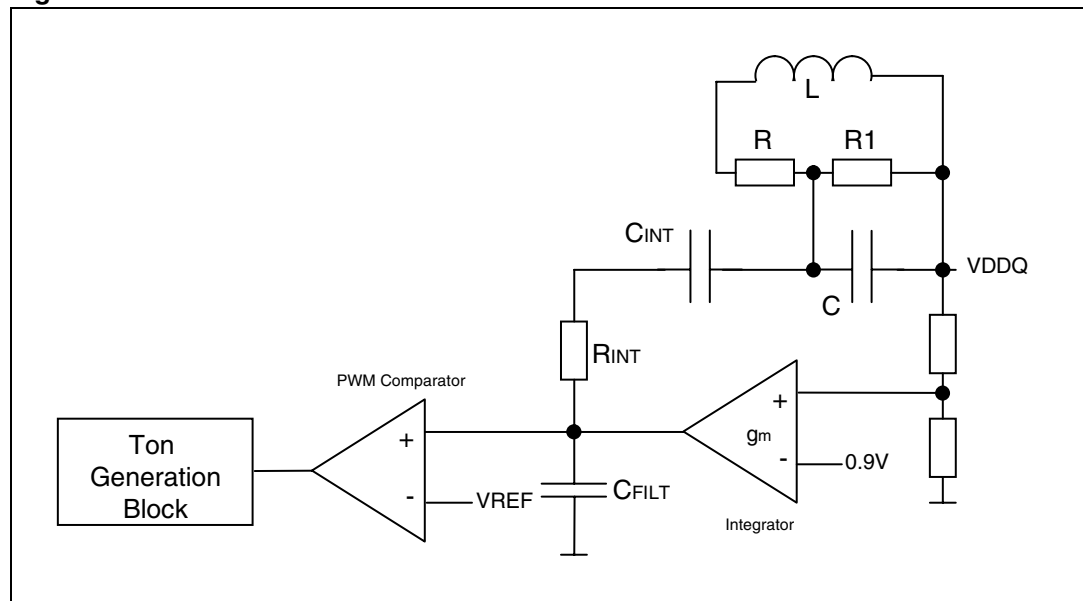 L
R
R1
CINT
C
VDDQ
RINT
PWM Comparator
+
-
VREF
CFILT
+
gm
-
0.9V
Integrator
Ton
Generation
Block